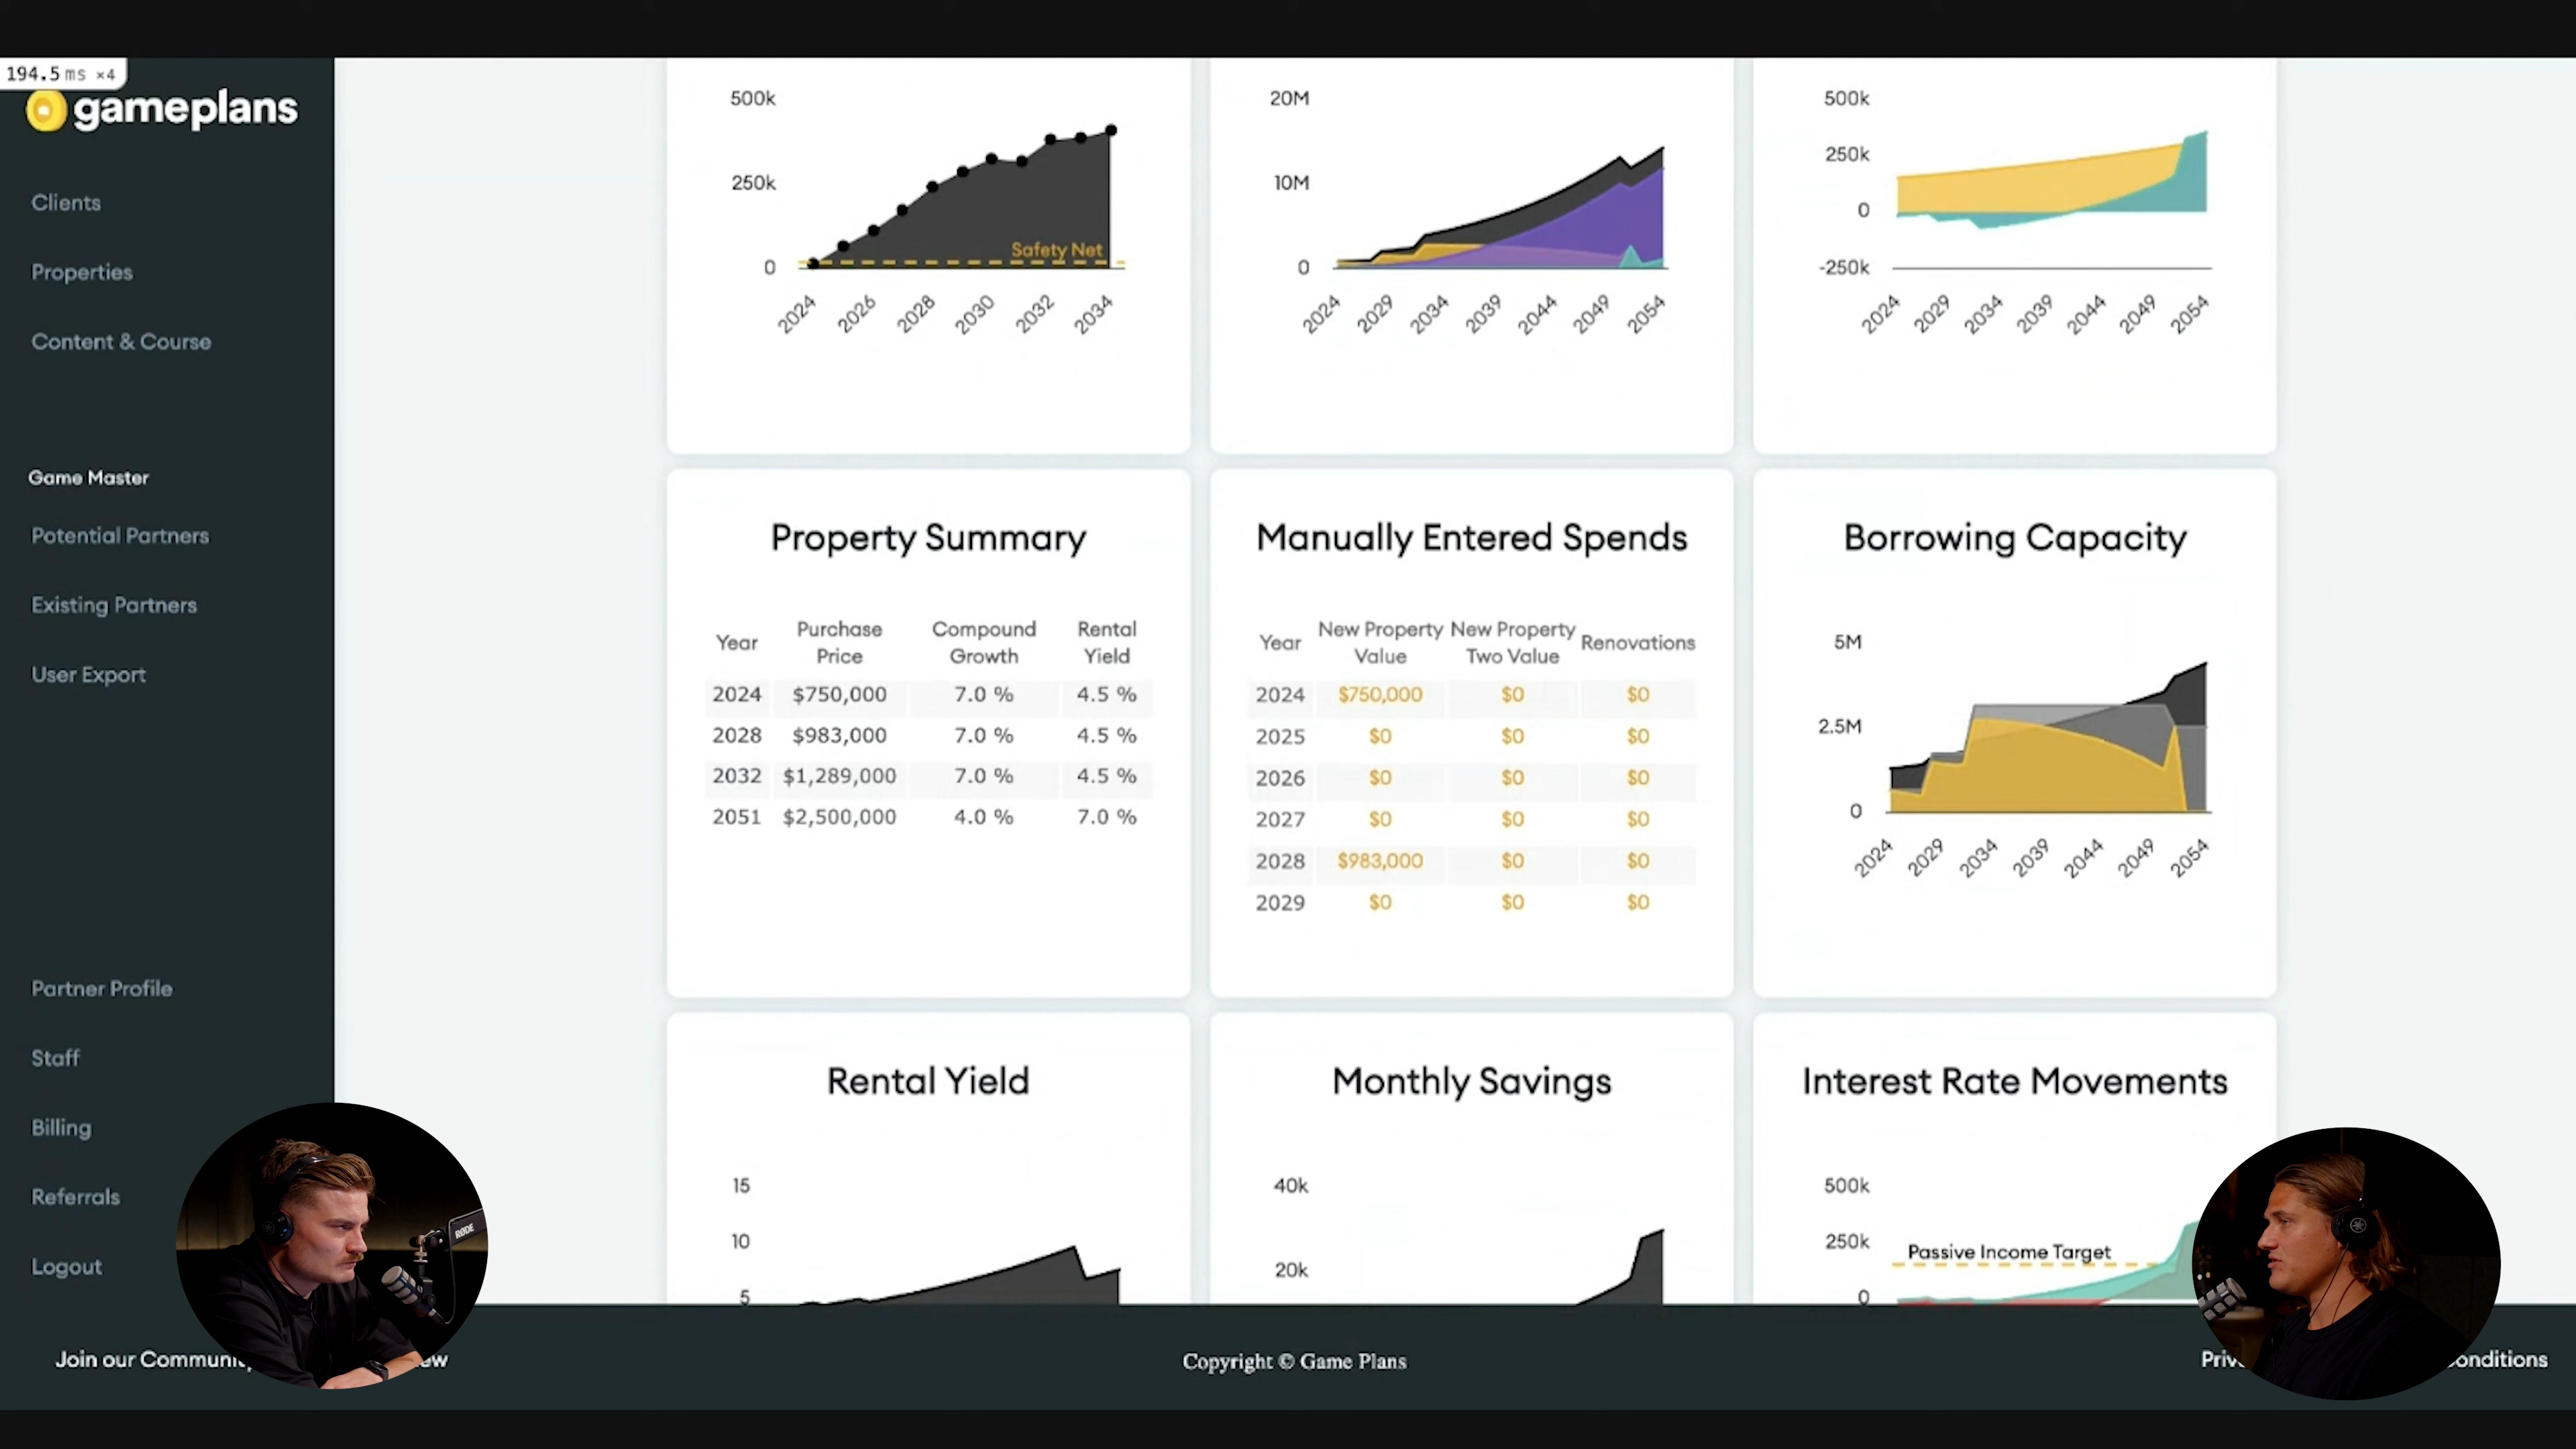 194.5 ms ×4
gameplans
Clients
Properties
Content & Course
Game Master
Potential Partners
Existing Partners
User Export
Partner Profile
Staff
Billing
Referrals
Logout
500k
250k
0
Safety Net
2024 2026 2028 2030 2032 2034
20M
10M
0
2024 2029 2034 2039 2044 2049 2054
500k
250k
0
-250k
2024 2029 2034 2039 2044 2049 2054
Property Summary
Year Purchase Price Compound Growth Rental Yield
2024 $750,000 7.0 % 4.5 %
2028 $983,000 7.0 % 4.5 %
2032 $1,289,000 7.0 % 4.5 %
2051 $2,500,000 4.0 % 7.0 %
Manually Entered Spends
Year New Property Value New Property Two Value Renovations
2024 $750,000 $0 $0
2025 $0 $0 $0
2026 $0 $0 $0
2027 $0 $0 $0
2028 $983,000 $0 $0
2029 $0 $0 $0
Borrowing Capacity
5M
2.5M
0
2024 2029 2034 2039 2044 2049 2054
Rental Yield
15
10
5
Monthly Savings
40k
20k
Interest Rate Movements
500k
250k
0
Passive Income Target
RØDE
Join our
Copyright © Game Plans